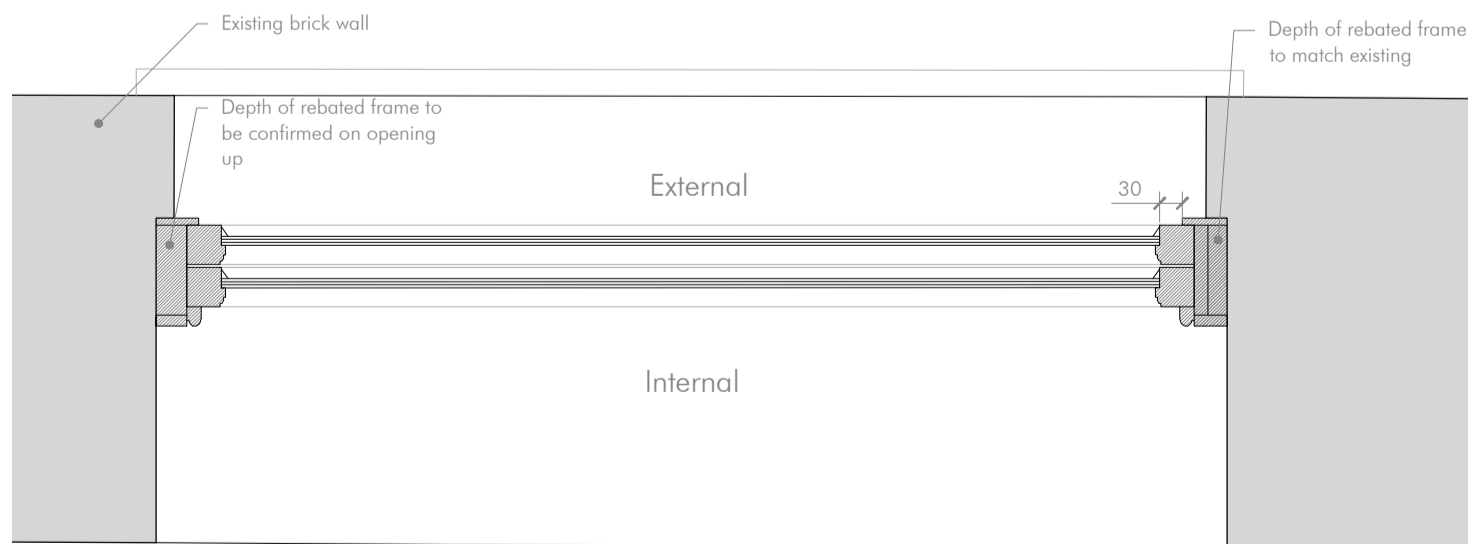 Existing brick wall
Depth of rebated frame
to match existing
Depth of rebated frame to
be confirmed on opening
up
External
30
Internal